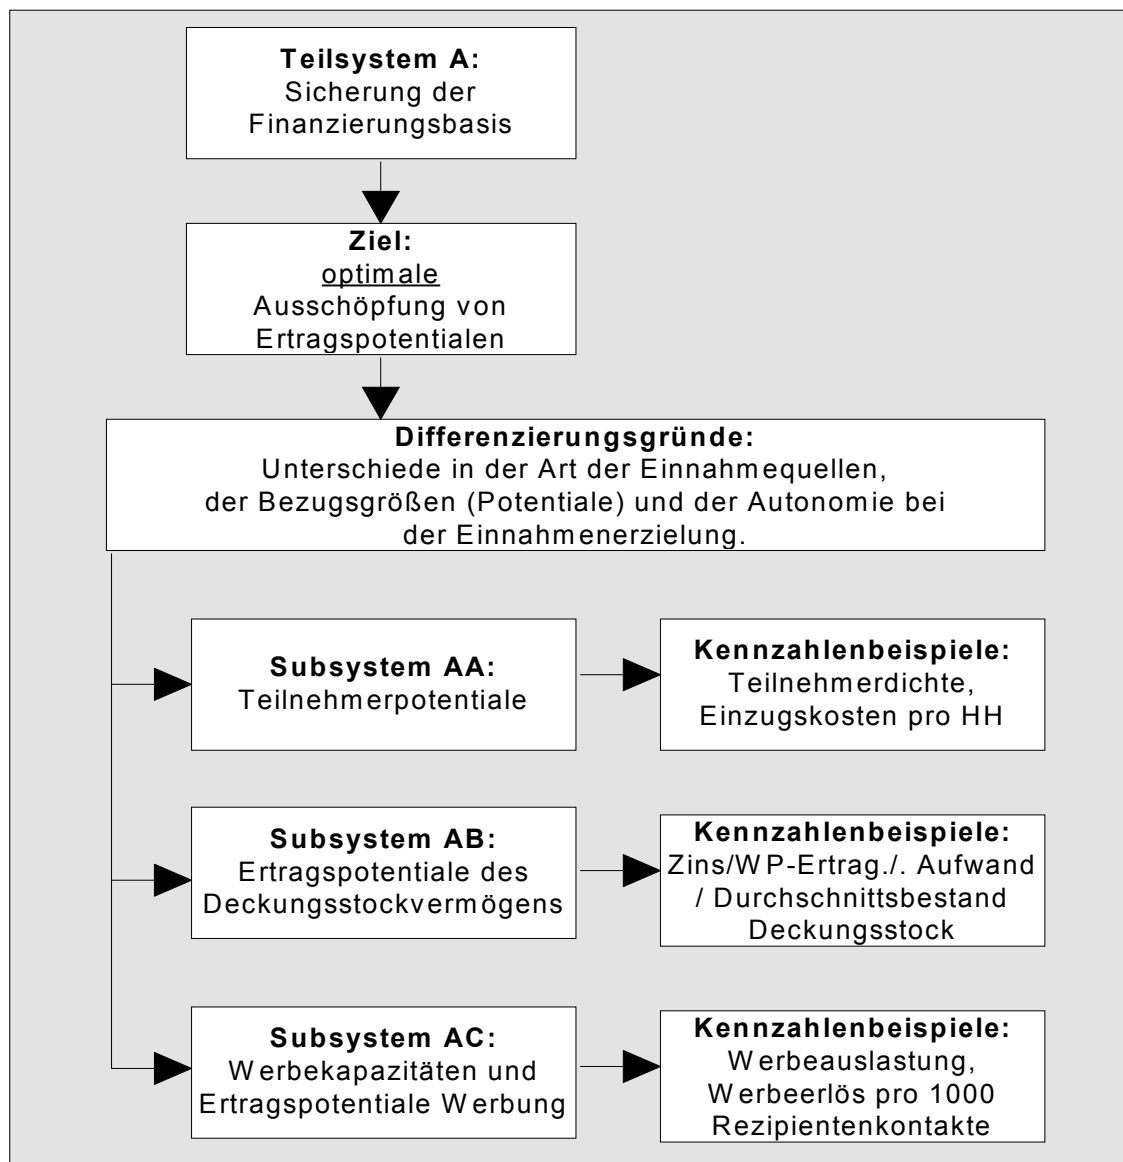 Teilsystem A:
Sicherung der
Finanzierungsbasis
Ziel:
optimale
Ausschöpfung von
Ertragspotentialen
Differenzierungsgründe:
Unterschiede in der Art der Einnahmequellen,
der Bezugsgrößen (Potentiale) und der Autonomie bei
der Einnahmenerzielung.
Subsystem AA:
Teilnehmerpotentiale
Kennzahlenbeispiele:
Teilnehmerdichte,
Einzugskosten pro HH
Subsystem AB:
Ertragspotentiale des
Deckungsstockvermögens
Kennzahlenbeispiele:
Zins/WP-Ertrag./. Aufwand
/ Durchschnittsbestand
Deckungsstock
Subsystem AC:
Werbekapazitäten und
Ertragspotentiale Werbung
Kennzahlenbeispiele:
Werbeauslastung,
Werbeerlös pro 1000
Rezipientenkontakte